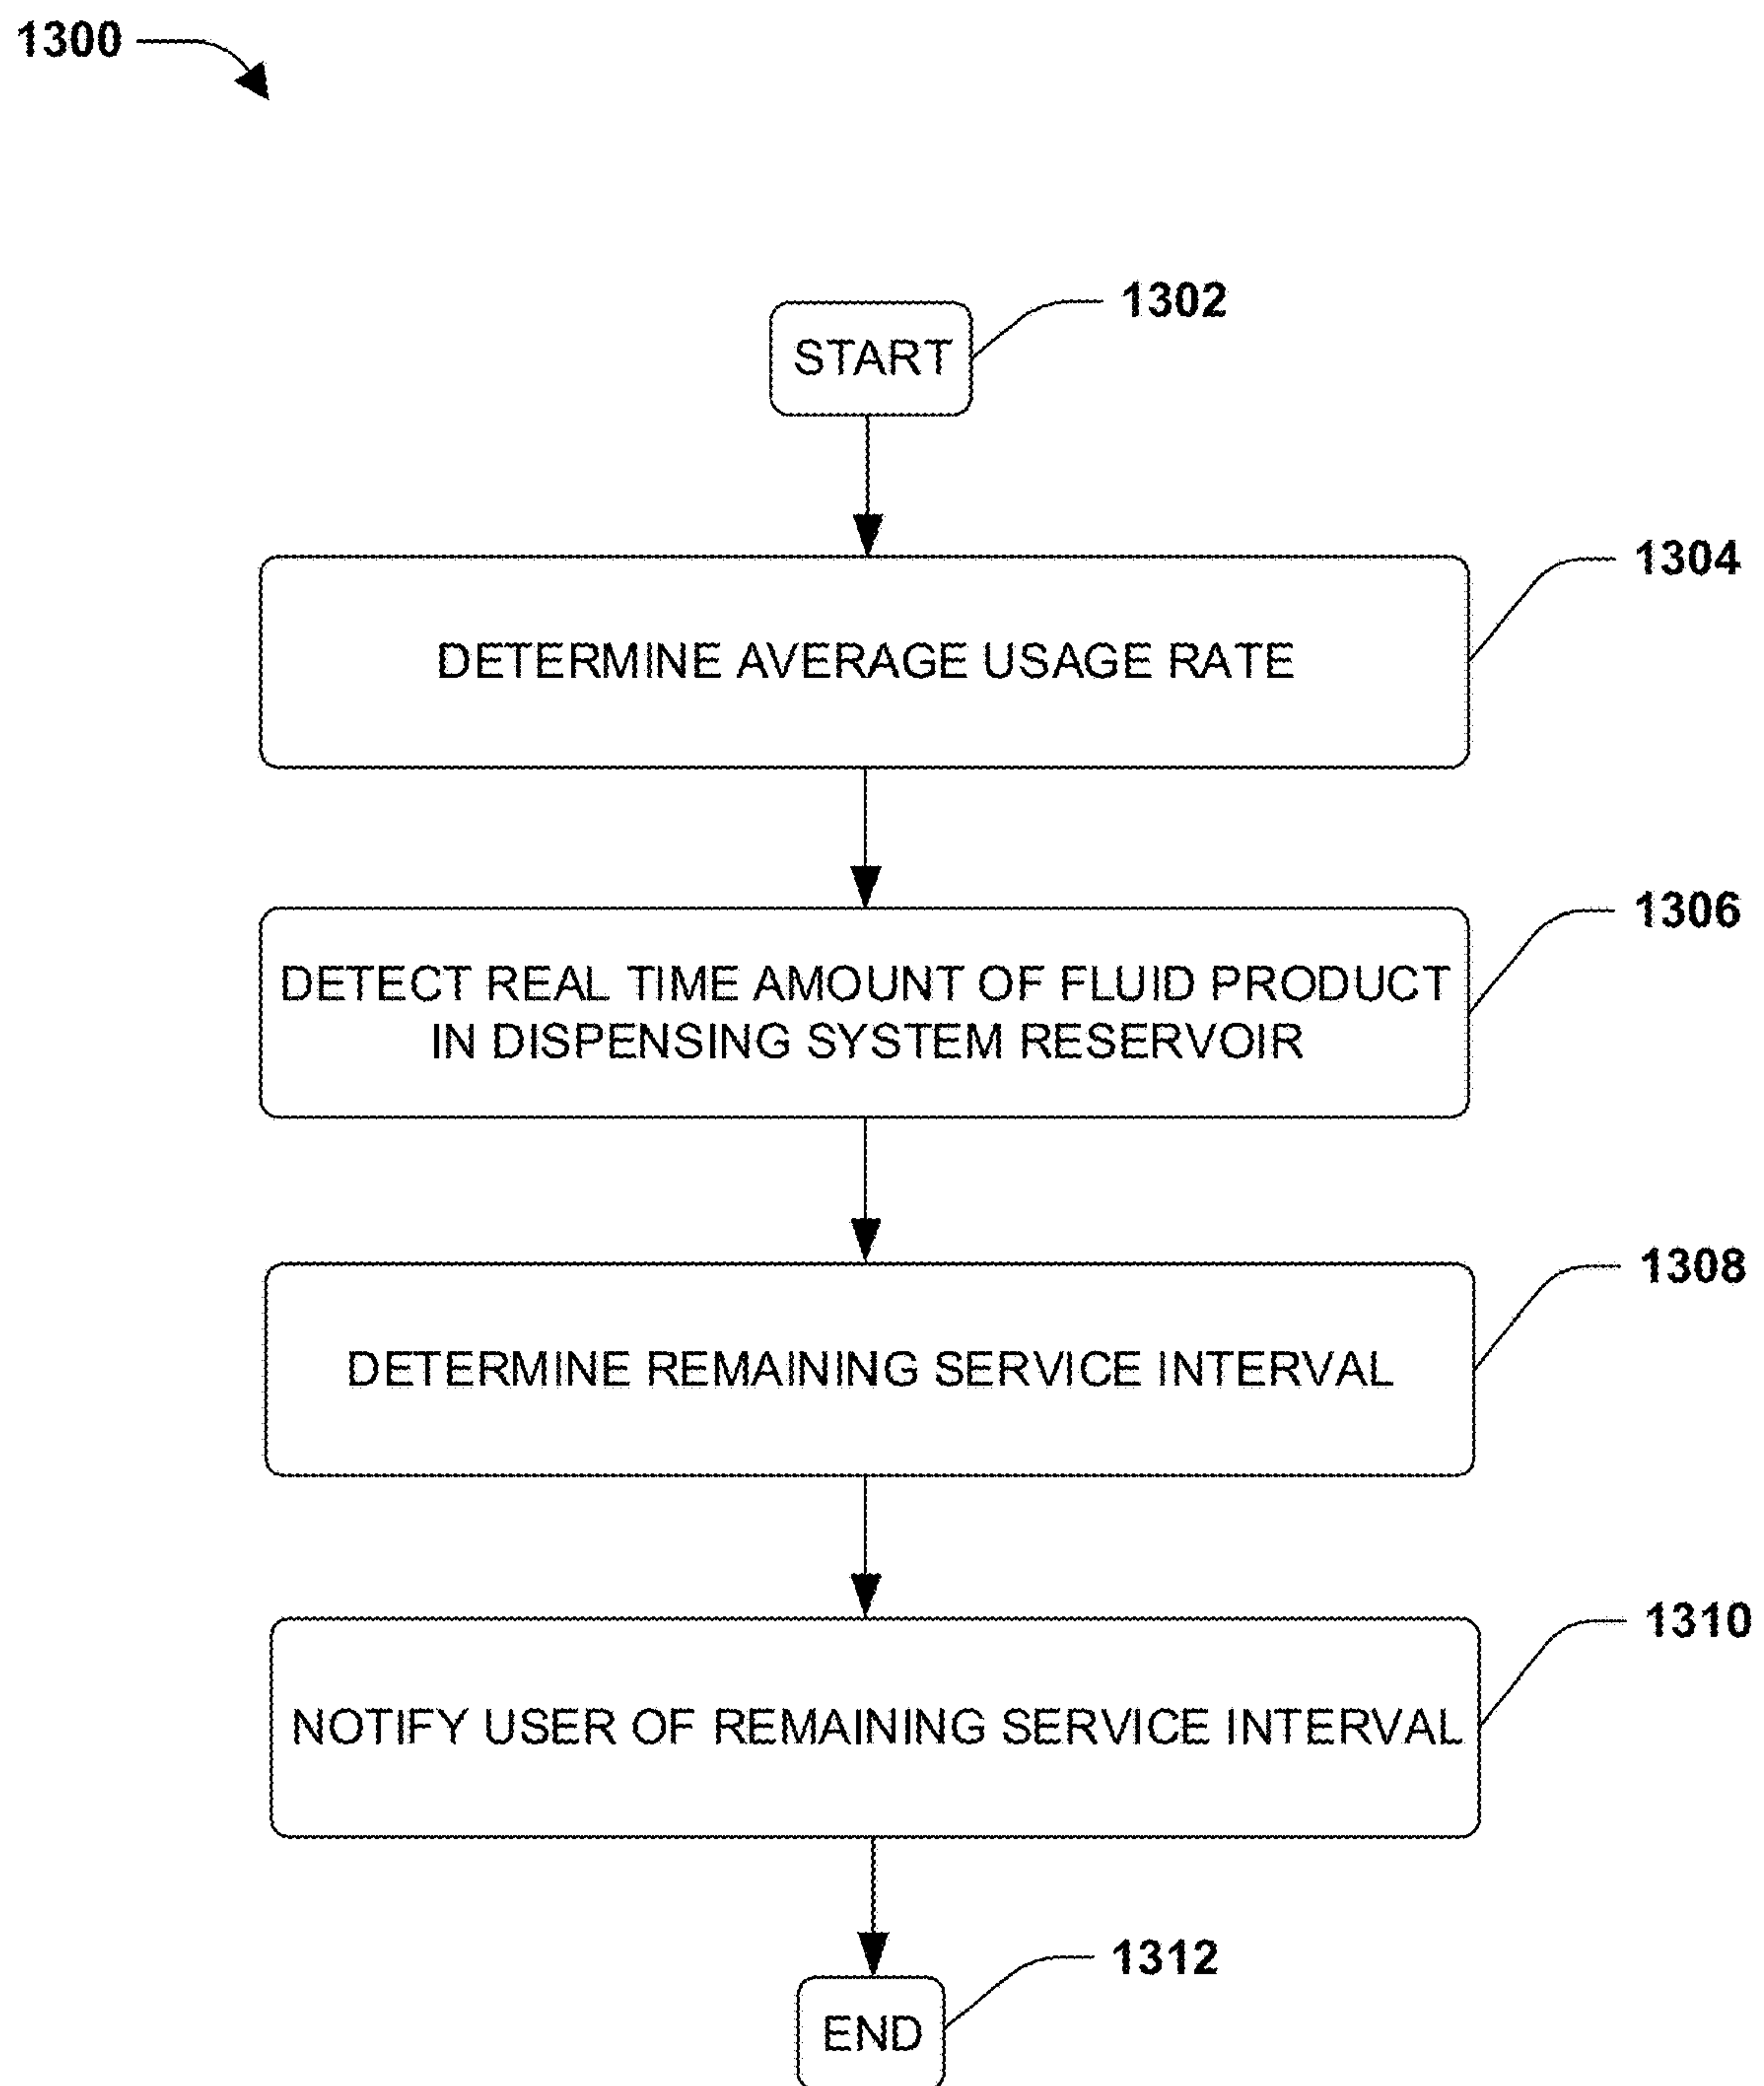 1300
1302
START
1304
DETERMINE AVERAGE USAGE RATE
1306
DETECT REAL TIME AMOUNT OF FLUID PRODUCT
IN DISPENSING SYSTEM RESERVOIR
1308
DETERMINE REMAINING SERVICE INTERVAL
1310
NOTIFY USER OF REMAINING SERVICE INTERVAL
1312
END